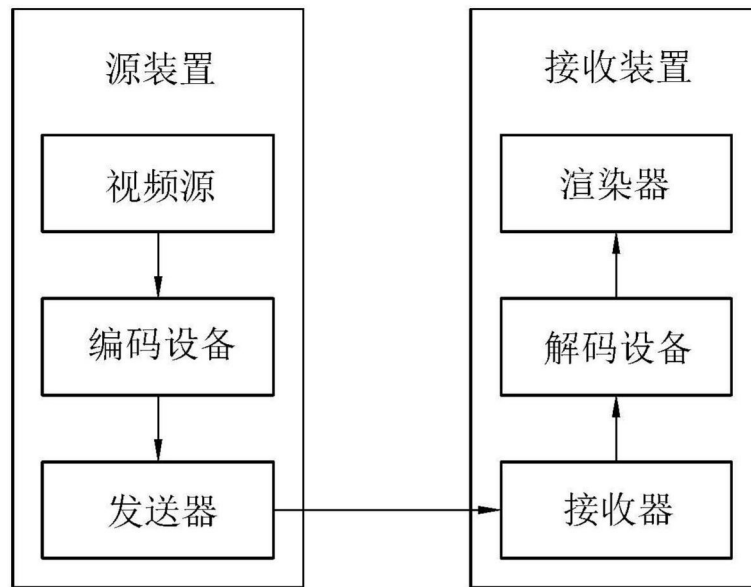 源装置
视频源
编码设备
发送器
接收装置
渲染器
解码设备
接收器